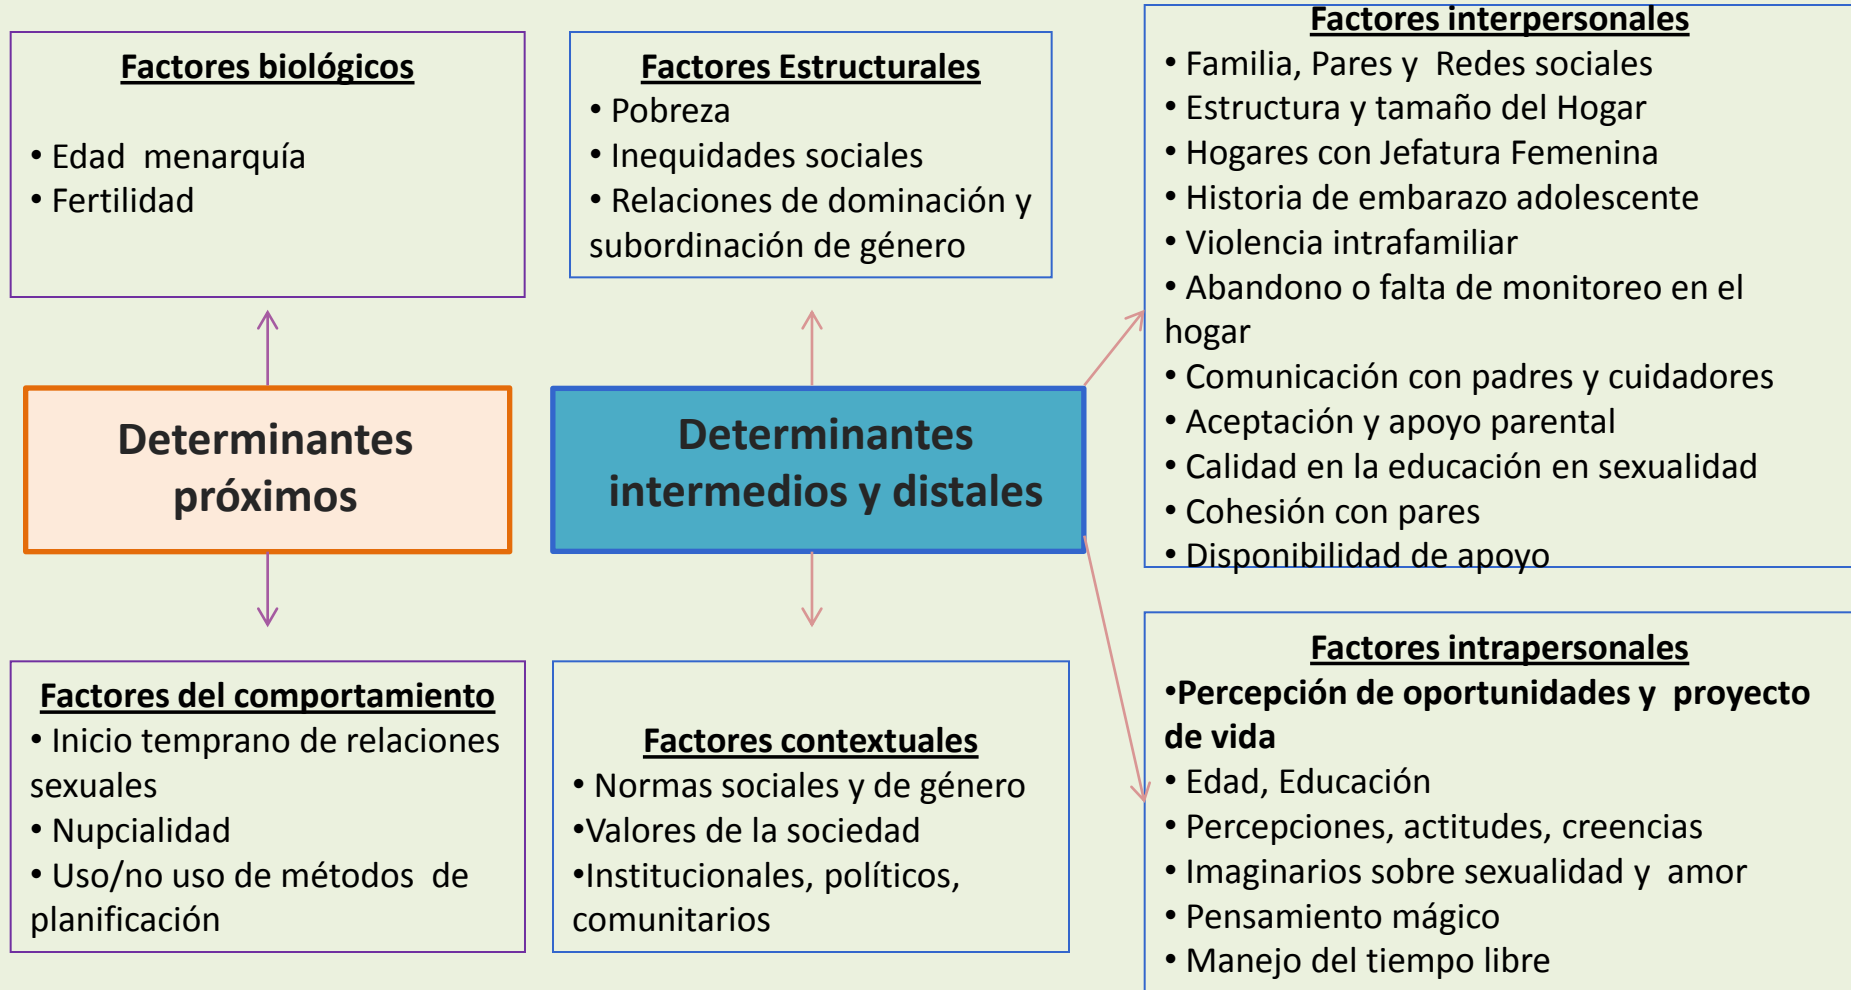 Factores biológicos
• Edad menarquía
• Fertilidad
Factores Estructurales
• Pobreza
• Inequidades sociales
• Relaciones de dominación y
subordinación de género
Factores interpersonales
• Familia, Pares y Redes sociales
• Estructura y tamaño del Hogar
• Hogares con Jefatura Femenina
• Historia de embarazo adolescente
• Violencia intrafamiliar
• Abandono o falta de monitoreo en el
hogar
• Comunicación con padres y cuidadores
• Aceptación y apoyo parental
• Calidad en la educación en sexualidad
• Cohesión con pares
• Disponibilidad de apoyo
Determinantes
próximos
Determinantes
intermedios y distales
Factores del comportamiento
• Inicio temprano de relaciones
sexuales
• Nupcialidad
• Uso/no uso de métodos de
planificación
Factores contextuales
• Normas sociales y de género
•Valores de la sociedad
•Institucionales, políticos,
comunitarios
Factores intrapersonales
•Percepción de oportunidades y proyecto
de vida
• Edad, Educación
• Percepciones, actitudes, creencias
• Imaginarios sobre sexualidad y amor
• Pensamiento mágico
• Manejo del tiempo libre